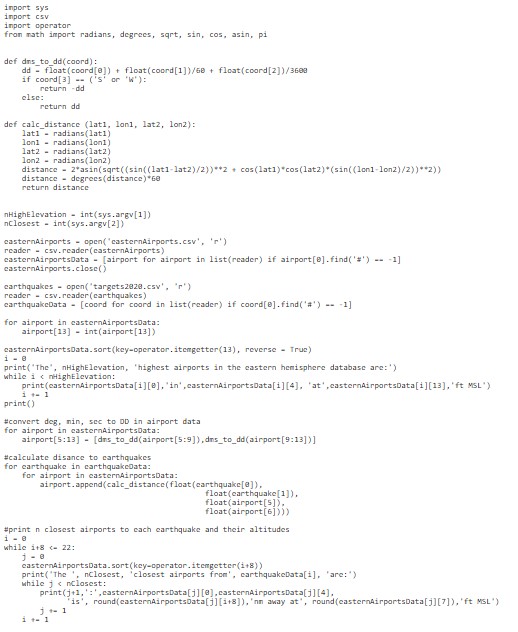 import sys
import csv
import operator
from math import radians, degrees, sqrt, sin, cos, asin, pi

def dms_to_dd(coord):
    dd = float(coord[0]) + float(coord[1])/60 + float(coord[2])/3600
    if coord[3] == ('S' or 'W'):
        return -dd
    else:
        return dd

def calc_distance (lat1, lon1, lat2, lon2):
    lat1 = radians(lat1)
    lon1 = radians(lon1)
    lat2 = radians(lat2)
    lon2 = radians(lon2)
    distance = 2*asin(sqrt((sin((lat1-lat2)/2))**2 + cos(lat1)*cos(lat2)*(sin((lon1-lon2)/2))**2))
    distance = degrees(distance)*60
    return distance

nHighElevation = int(sys.argv[1])
nClosest = int(sys.argv[2])

easternAirports = open('easternAirports.csv', 'r')
reader = csv.reader(easternAirports)
easternAirportsData = [airport for airport in list(reader) if airport[0].find('#') == -1]
easternAirports.close()

earthquakes = open('targets2020.csv', 'r')
reader = csv.reader(earthquakes)
earthquakeData = [coord for coord in list(reader) if coord[0].find('#') == -1]

for airport in easternAirportsData:
    airport[13] = int(airport[13])

easternAirportsData.sort(key=operator.itemgetter(13), reverse = True)
i = 0
print('The', nHighElevation, 'highest airports in the eastern hemisphere database are:')
while i < nHighElevation:
    print(easternAirportsData[i][0],'in',easternAirportsData[i][4], 'at',easternAirportsData[i][13],'ft MSL')
    i += 1
print()

#convert deg, min, sec to DD in airport data
for airport in easternAirportsData:
    airport[5:13] = [dms_to_dd(airport[5:9]),dms_to_dd(airport[9:13])]

#calculate disance to earthquakes
for earthquake in earthquakeData:
    for airport in easternAirportsData:
        airport.append(calc_distance(float(earthquake[0]),
                                     float(earthquake[1]),
                                     float(airport[5]),
                                     float(airport[6])))

#print n closest airports to each earthquake and their altitudes
i = 0
while i+8 <= 22:
    j = 0
    easternAirportsData.sort(key=operator.itemgetter(i+8))
    print('The ', nClosest, 'closest airports from', earthquakeData[i], 'are:')
    while j < nClosest:
        print(j+1,':',easternAirportsData[j][0],easternAirportsData[j][4],
              'is', round(easternAirportsData[j][i+8]),'nm away at', round(easternAirportsData[j][7]),'ft MSL')
        j += 1
    i += 1